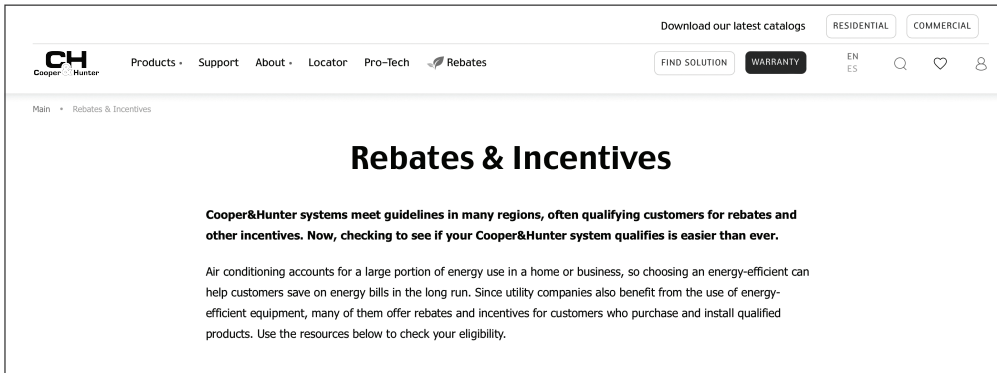 Download our latest catalogs RESIDENTIAL COMMERCIAL
CH
Cooper & Hunter
Products Support About Locator Pro-Tech Rebates FIND SOLUTION WARRANTY EN
ES
Main • Rebates & Incentives
Rebates & Incentives
Cooper&Hunter systems meet guidelines in many regions, often qualifying customers for rebates and
other incentives. Now, checking to see if your Cooper&Hunter system qualifies is easier than ever.
Air conditioning accounts for a large portion of energy use in a home or business, so choosing an energy-efficient can
help customers save on energy bills in the long run. Since utility companies also benefit from the use of energy-
efficient equipment, many of them offer rebates and incentives for customers who purchase and install qualified
products. Use the resources below to check your eligibility.